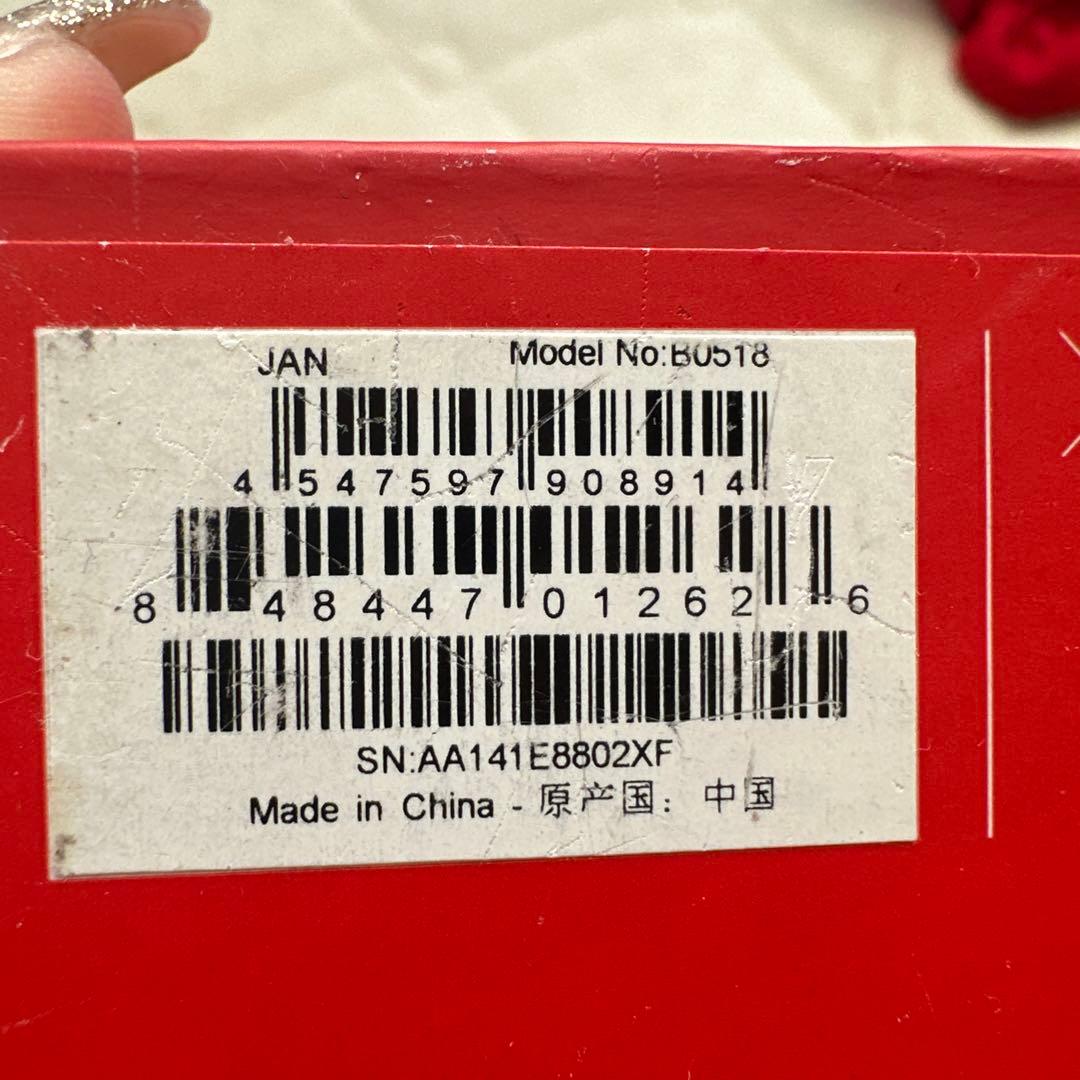 JAN Model No:B0518
4 547597 908914
8 48447 01262 6
SN:AA141E8802XF
Made in China - 原产国：中国